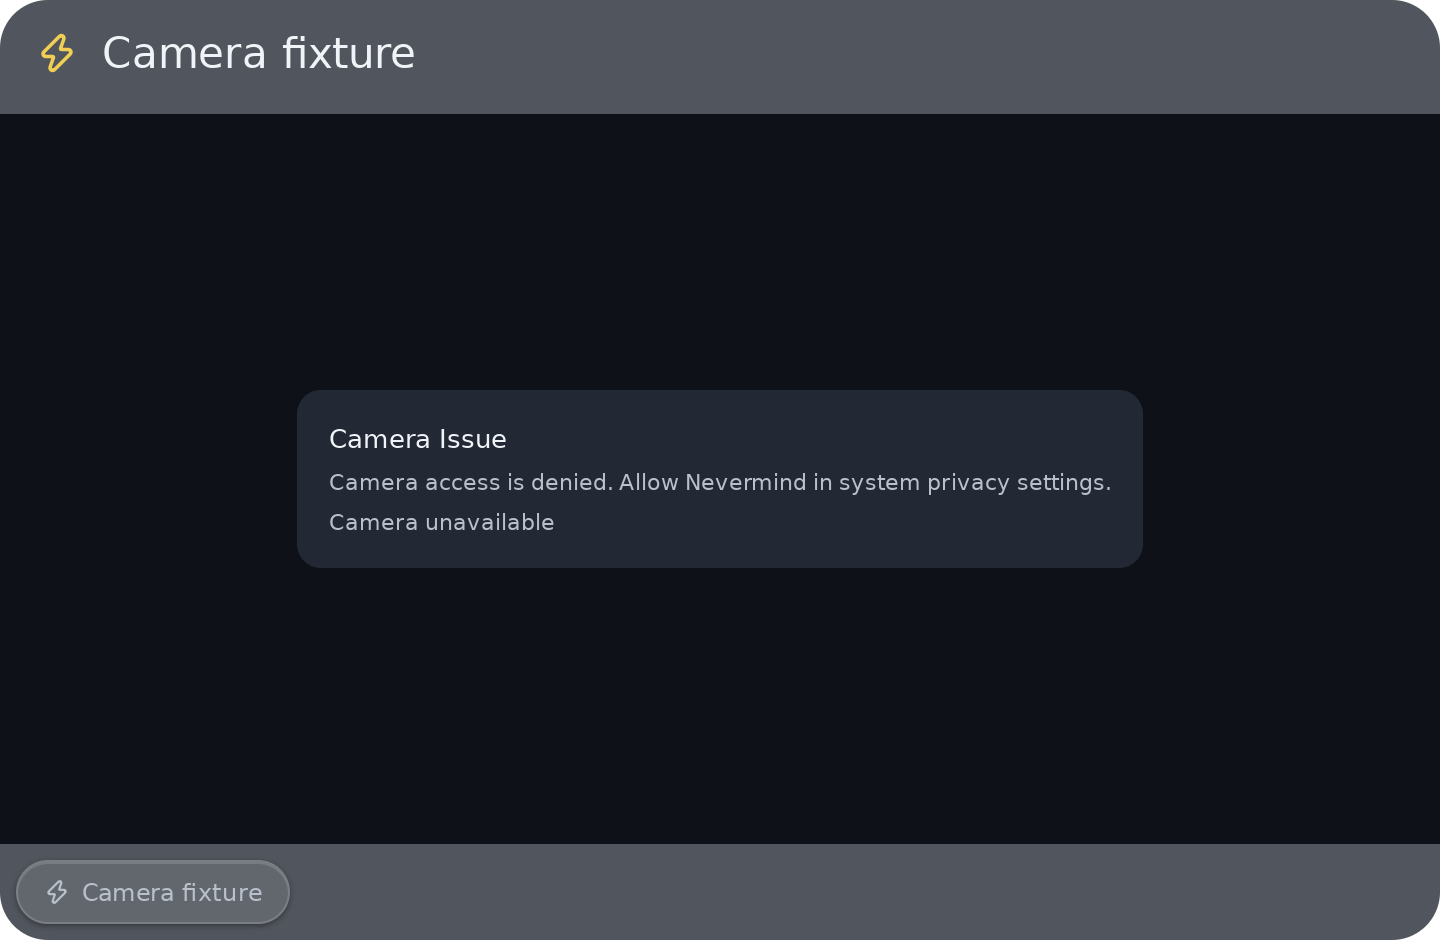 Camera fixture
Camera Issue
Camera access is denied. Allow Nevermind in system privacy settings.
Camera unavailable
Camera fixture